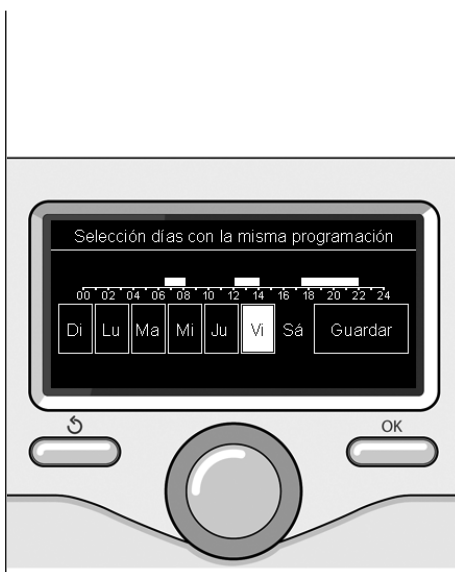 Selección días con la misma programación
00 02 04 06 08 10 12 14 16 18 20 22 24
Di Lu Ma Mi Ju Vi Sá Guardar
OK